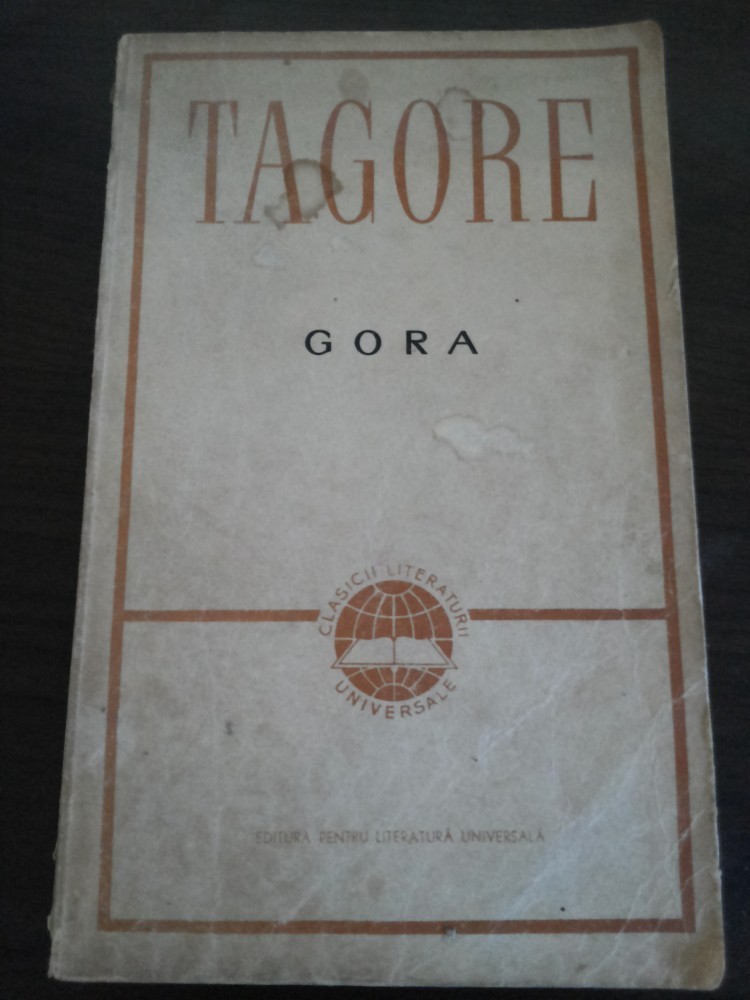 TAGORE
GORA
CLASICII LITERATURII
UNIVERSALE
EDITURA PENTRU LITERATURĂ UNIVERSALĂ